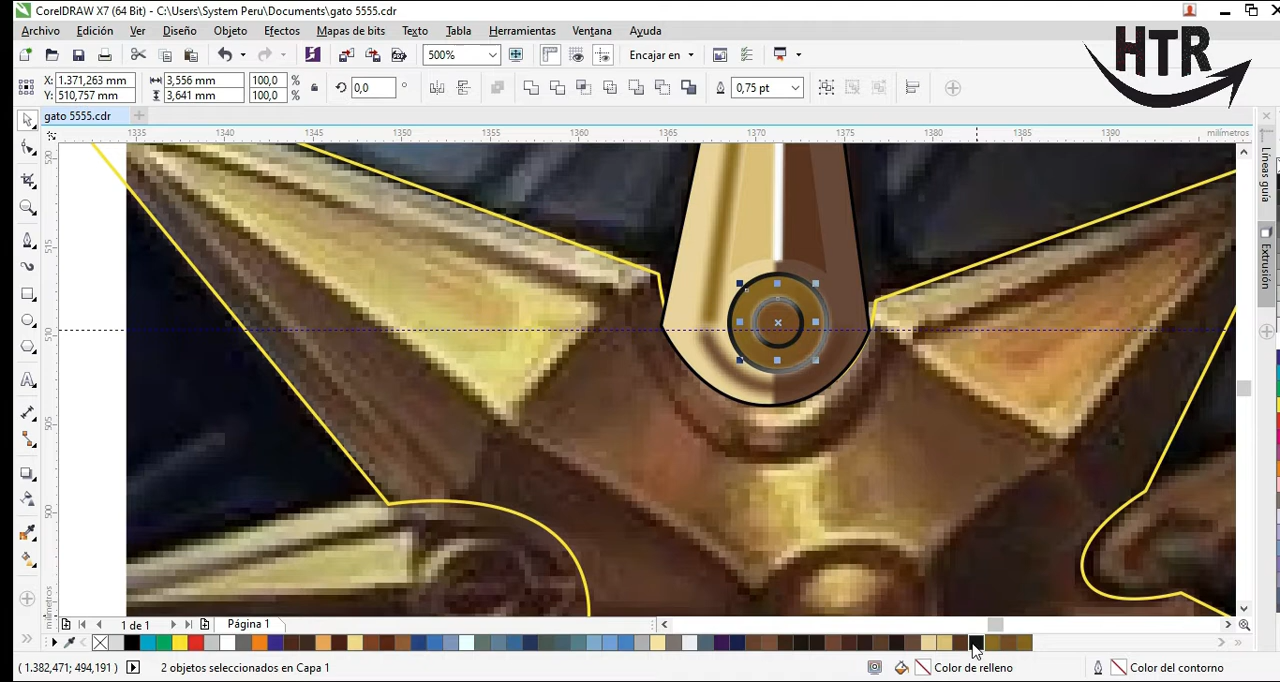 CorelDRAW X7 (64 Bit) - C:\Users\System Peru\Documents\gato 5555.cdr
Archivo Edición Ver Diseño Objeto Efectos Mapas de bits Texto Tabla Herramientas Ventana Ayuda
HTR
500% Encajar en
X: 1.371,263 mm 3,556 mm 100,0 % 0,0 ° 0,75 pt
Y: 510,757 mm 3,641 mm 100,0 %
gato 5555.cdr
1335 1340 1345 1350 1355 1360 1365 1370 1375 1380 1385 1390 milímetros
Líneas guía
Extrusión
515
505
500
milímetros
1 de 1 Página 1
(1.382,471; 494,191) 2 objetos seleccionados en Capa 1 Color de relleno Color del contorno